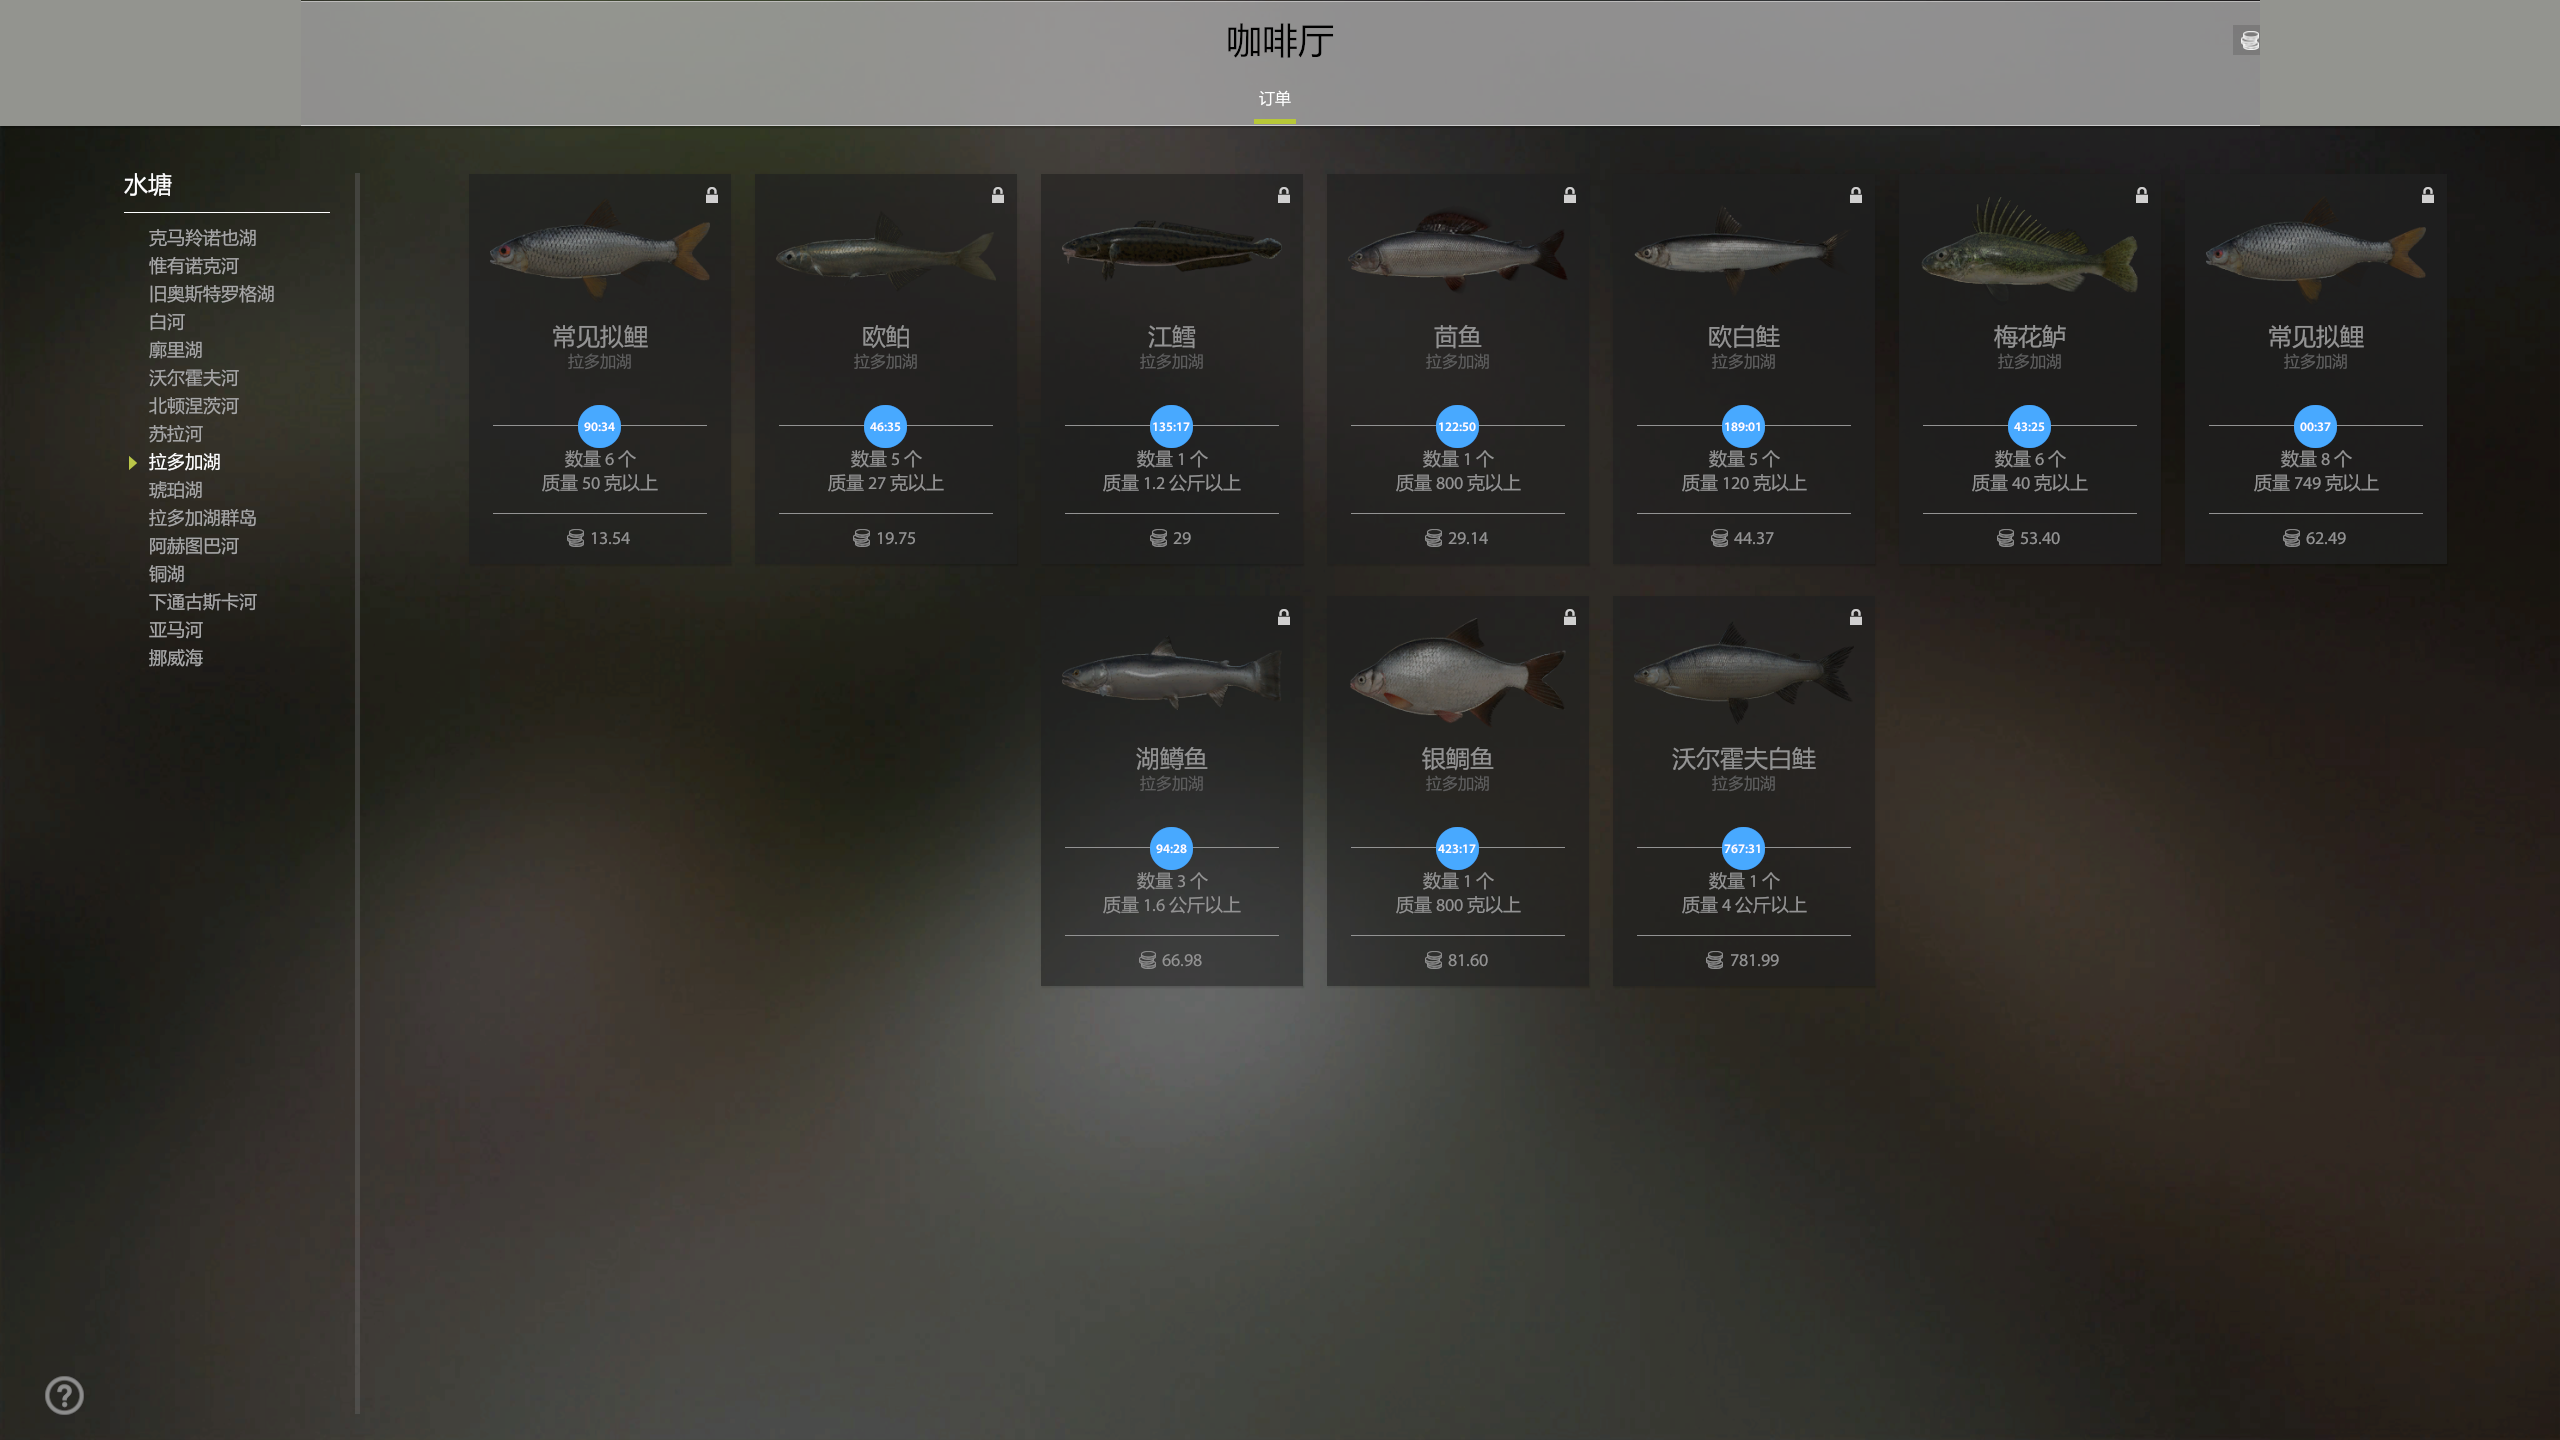 咖啡厅
订单
水塘
克马羚诺也湖
惟有诺克河
旧奥斯特罗格湖
白河
廓里湖
沃尔霍夫河
北顿涅茨河
苏拉河
拉多加湖
琥珀湖
拉多加湖群岛
阿赫图巴河
铜湖
下通古斯卡河
亚马河
挪威海
常见拟鲤
拉多加湖
90:34
数量 6 个
质量 50 克以上
13.54
欧鲌
拉多加湖
46:35
数量 5 个
质量 27 克以上
19.75
江鳕
拉多加湖
135:17
数量 1 个
质量 1.2 公斤以上
29
茴鱼
拉多加湖
122:50
数量 1 个
质量 800 克以上
29.14
欧白鲑
拉多加湖
189:01
数量 5 个
质量 120 克以上
44.37
梅花鲈
拉多加湖
43:25
数量 6 个
质量 40 克以上
53.40
常见拟鲤
拉多加湖
00:37
数量 8 个
质量 749 克以上
62.49
湖鳟鱼
拉多加湖
94:28
数量 3 个
质量 1.6 公斤以上
66.98
银鲷鱼
拉多加湖
423:17
数量 1 个
质量 800 克以上
81.60
沃尔霍夫白鲑
拉多加湖
767:31
数量 1 个
质量 4 公斤以上
781.99
?